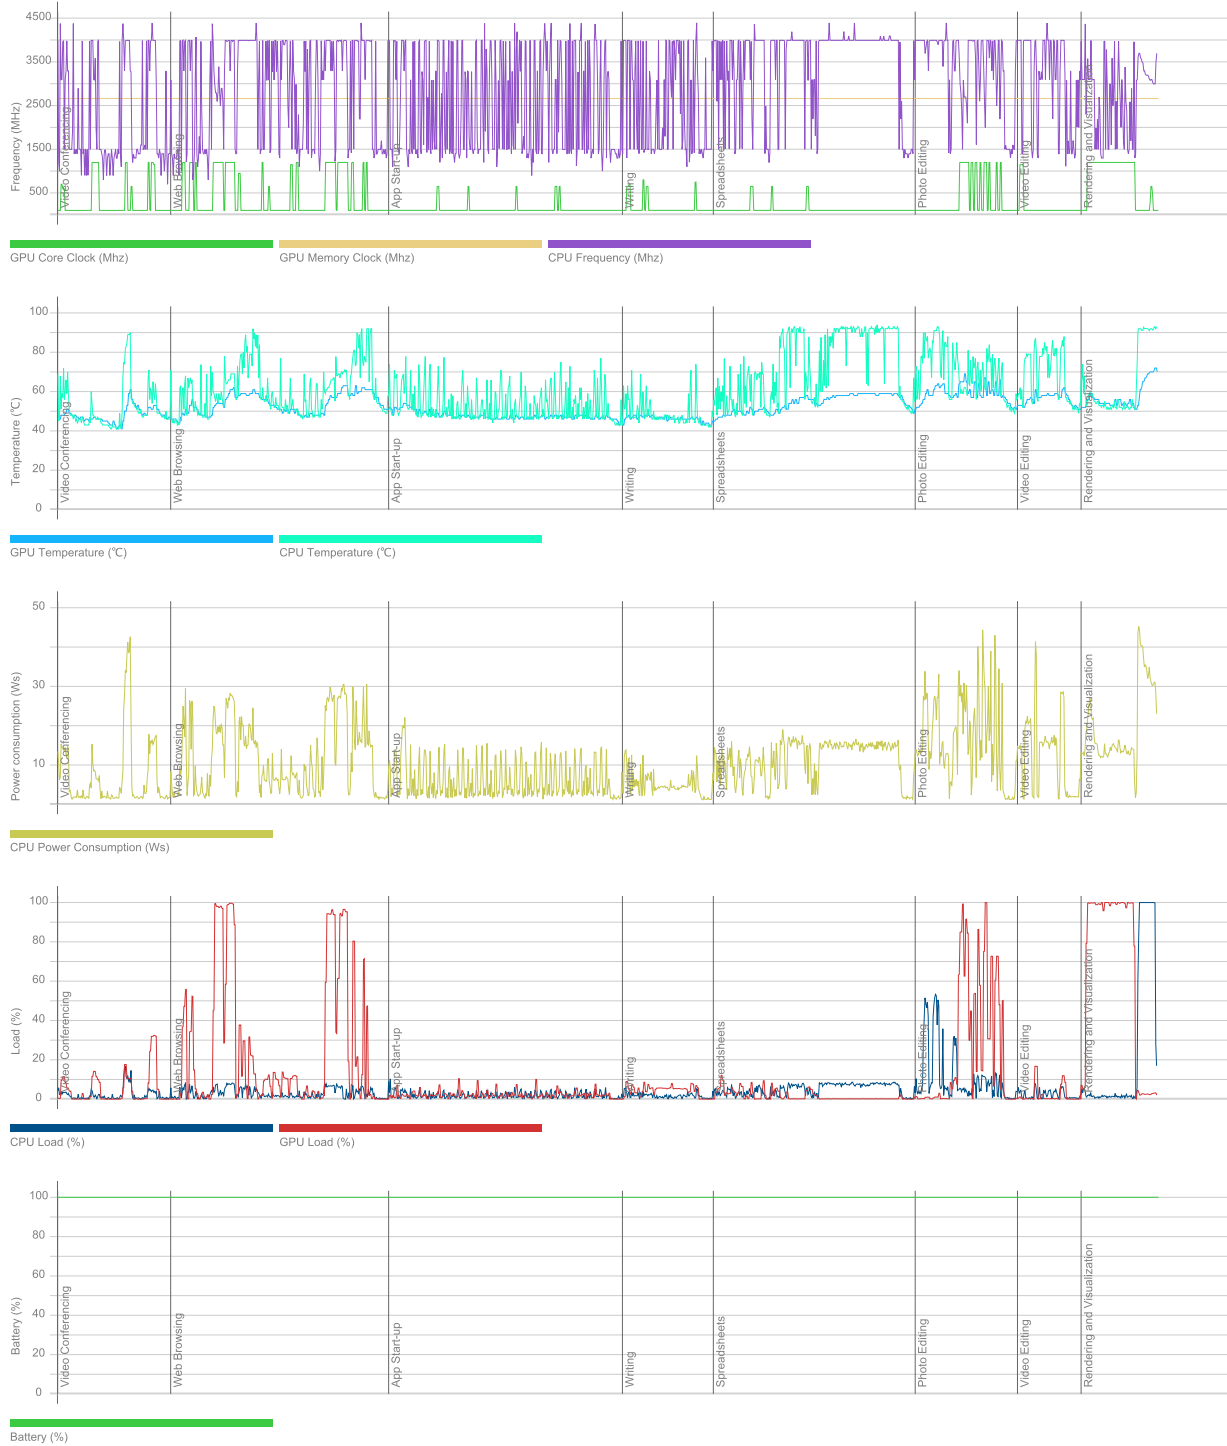 Frequency (MHz)
4500
3500
2500
1500
500
Video Conferencing
Web Browsing
App Start-up
Writing
Spreadsheets
Photo Editing
Video Editing
Rendering and Visualization
GPU Core Clock (Mhz)
GPU Memory Clock (Mhz)
CPU Frequency (Mhz)
Temperature (℃)
100
80
60
40
20
0
Video Conferencing
Web Browsing
App Start-up
Writing
Spreadsheets
Photo Editing
Video Editing
Rendering and Visualization
GPU Temperature (℃)
CPU Temperature (℃)
Power consumption (Ws)
50
30
10
Video Conferencing
Web Browsing
App Start-up
Writing
Spreadsheets
Photo Editing
Video Editing
Rendering and Visualization
CPU Power Consumption (Ws)
Load (%)
100
80
60
40
20
0
Video Conferencing
Web Browsing
App Start-up
Writing
Spreadsheets
Photo Editing
Video Editing
Rendering and Visualization
CPU Load (%)
GPU Load (%)
Battery (%)
100
80
60
40
20
0
Video Conferencing
Web Browsing
App Start-up
Writing
Spreadsheets
Photo Editing
Video Editing
Rendering and Visualization
Battery (%)